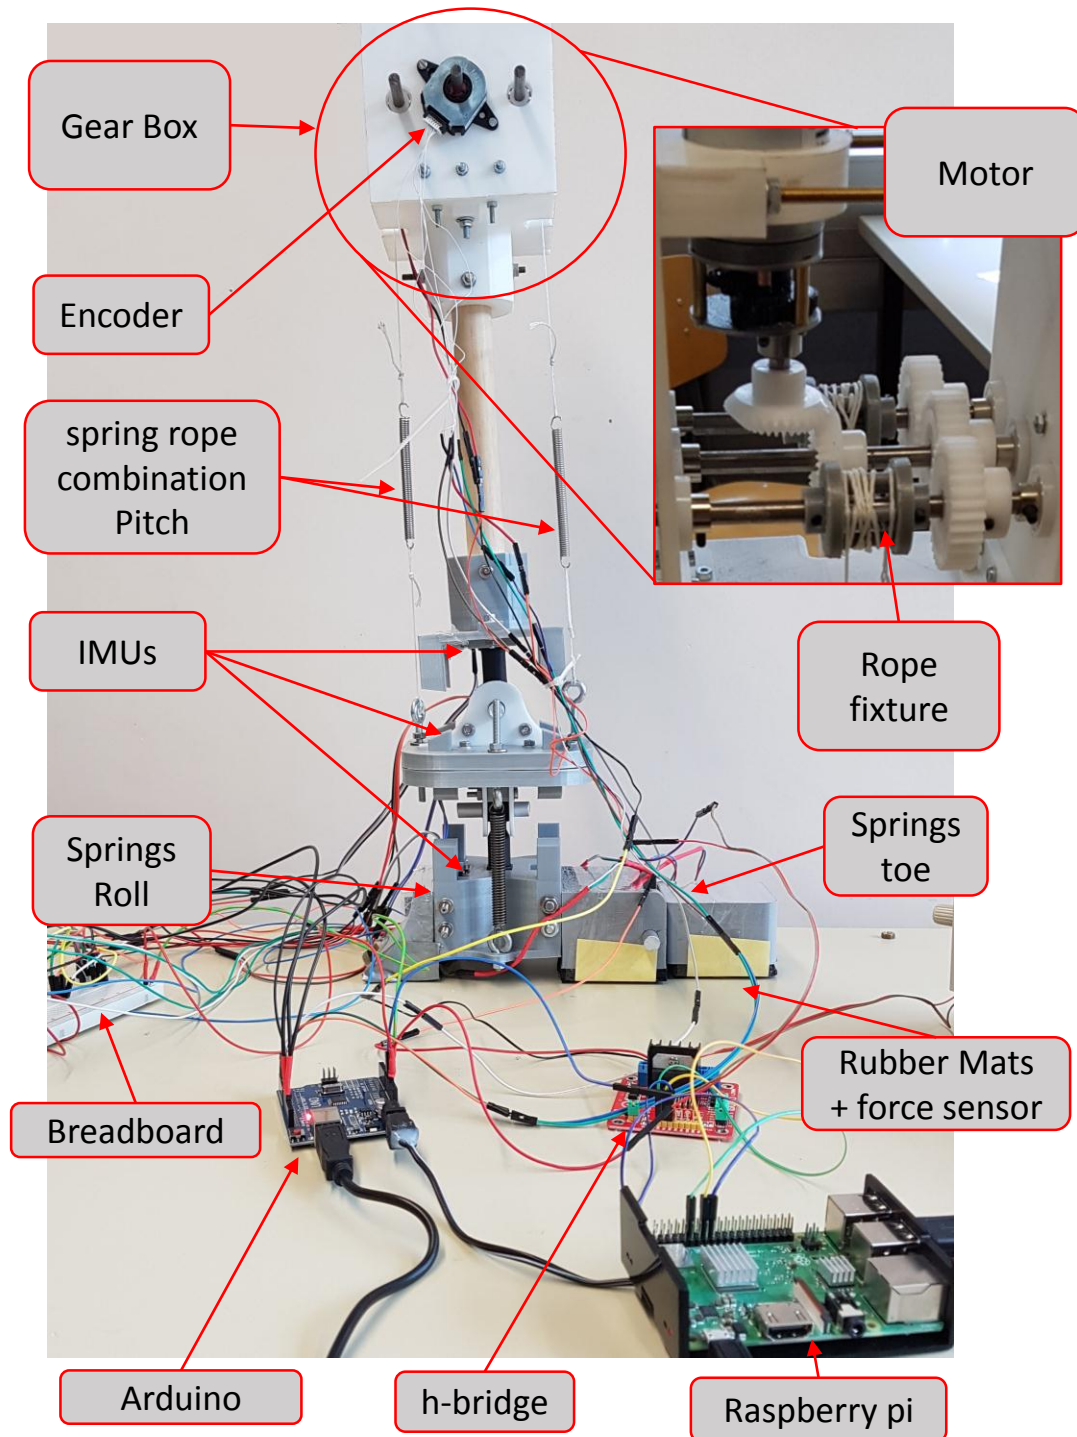 Gear Box
Motor
Encoder
spring rope
combination
Pitch
IMUs
Rope
fixture
Springs
Roll
Springs
toe
Rubber Mats
+ force sensor
Breadboard
Arduino
h-bridge
Raspberry pi